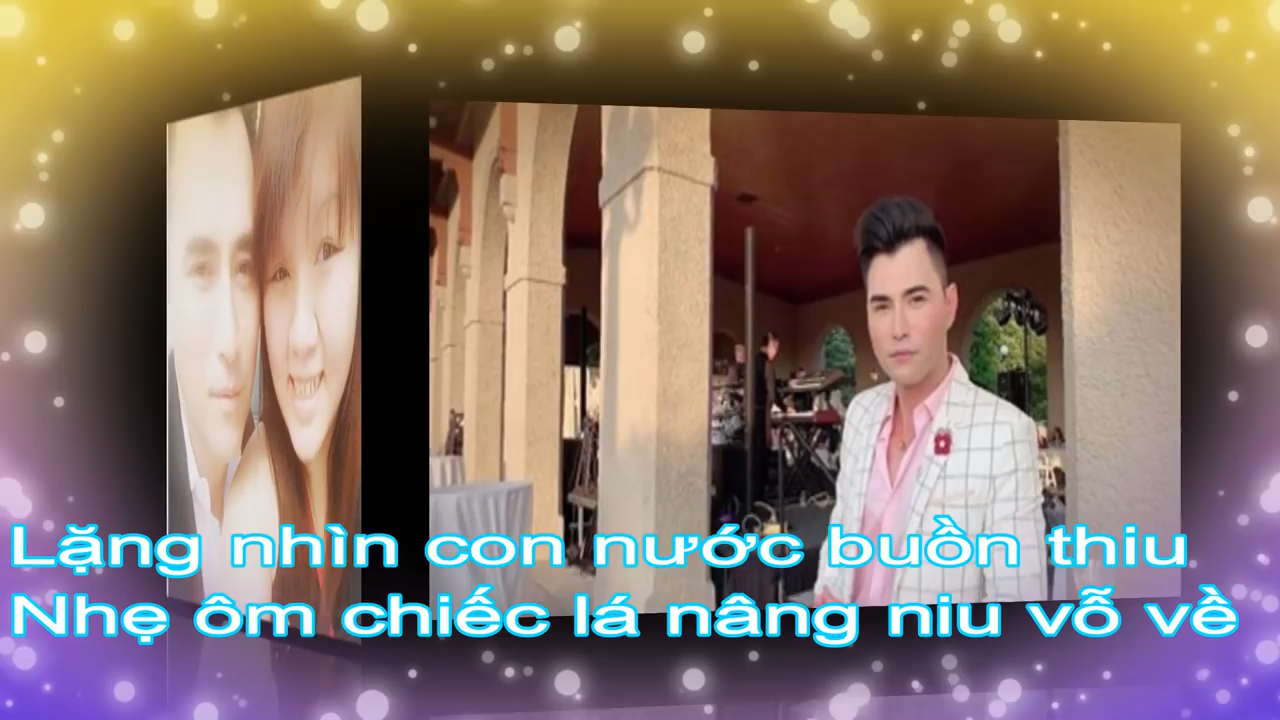 Lặng nhìn con nước buồn thiu
Nhẹ ôm chiếc lá nâng niu vỗ về